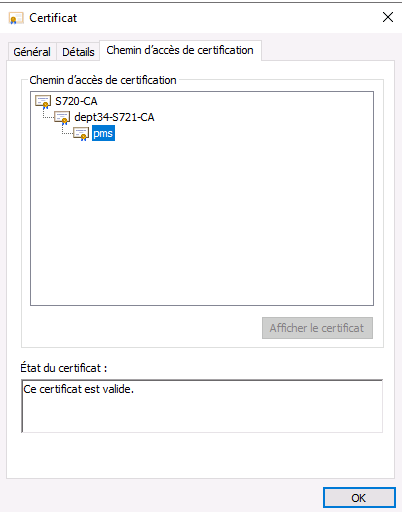 Certificat
Général
Détails
Chemin d'accès de certification
Chemin d'accès de certification
S720-CA
dept34-S721-CA
pms
Afficher le certificat
État du certificat :
Ce certificat est valide.
OK